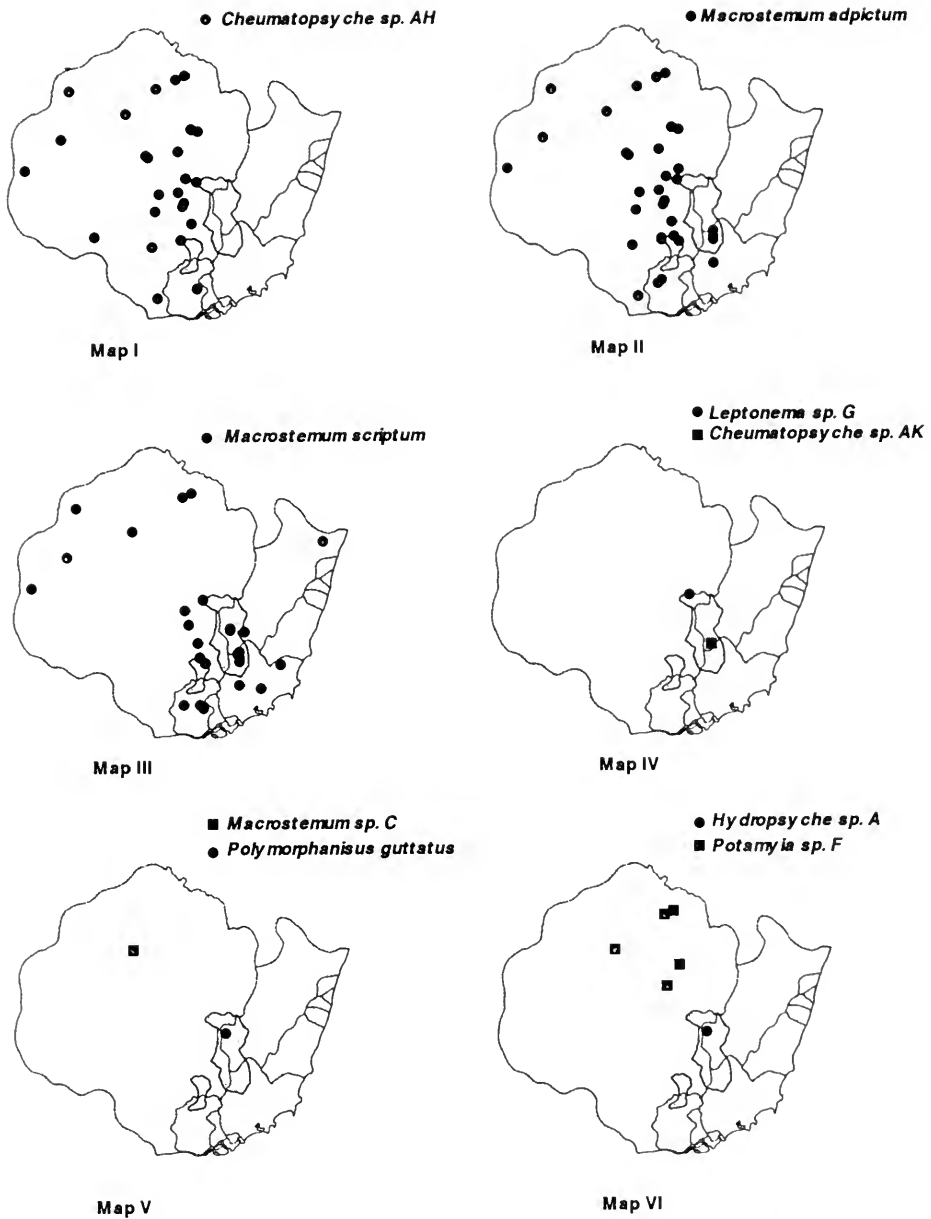 Cheumatopsyche sp. AH
Macrostemum adpictum
Map I
Map II
Macrostemum scriptum
Leptonema sp. G
Cheumatopsyche sp. AK
Map III
Map IV
Macrostemum sp. C
Polymorphanisus guttatus
Hydropsyche sp. A
Potamyia sp. F
Map V
Map VI